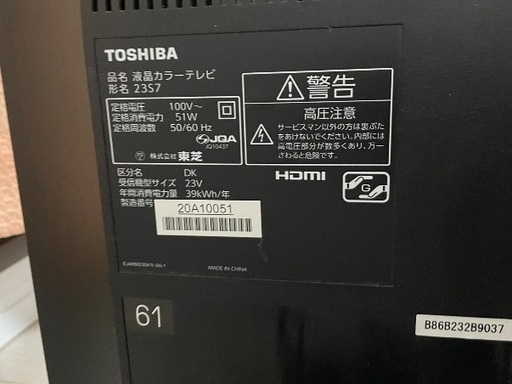 TOSHIBA
品名 液晶カラーテレビ
形名 23S7
定格電圧 100V～
定格消費電力 51W
定格周波数 50/60 Hz
JQA
JQ10437
株式会社 東芝
警告
高圧注意
サービスマン以外の方は裏ぶた
をあけないでください。内部には
高電圧部分が数多くあり、万一
さわると危険です。
区分名 DK
受信機型サイズ 23V
年間消費電力量 39kWh/年
製造番号
20A10051
HDMI
G
MADE IN CHINA
61
B86B232B9037